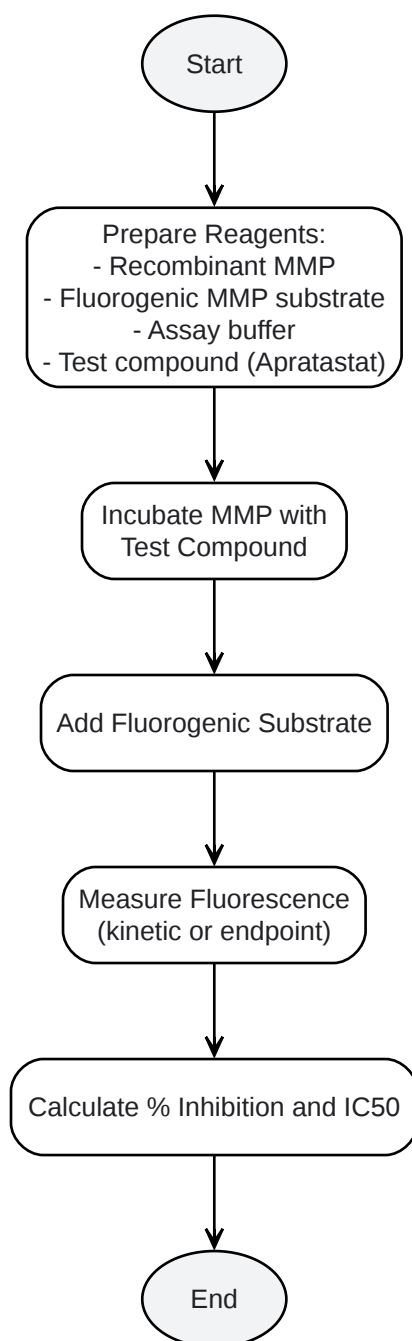 Start
Prepare Reagents:
- Recombinant MMP
- Fluorogenic MMP substrate
- Assay buffer
- Test compound (Apratastat)
Incubate MMP with
Test Compound
Add Fluorogenic Substrate
Measure Fluorescence
(kinetic or endpoint)
Calculate % Inhibition and IC50
End